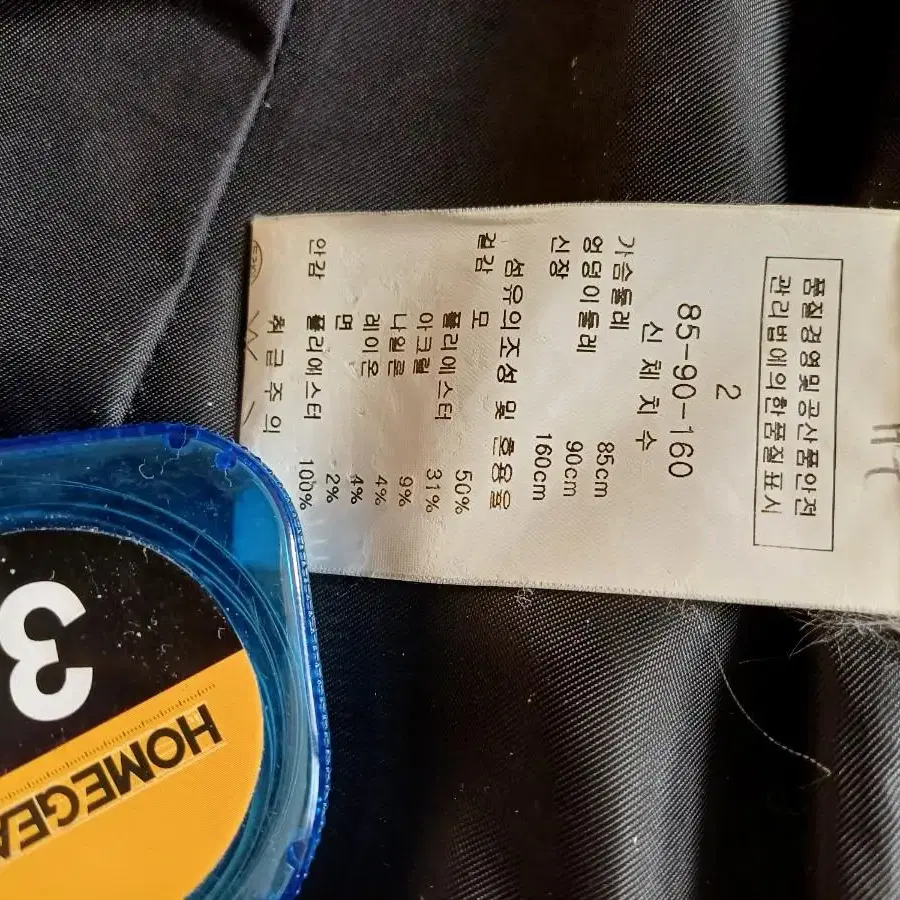 품질경영및공산품안전
관리법에의한품질표시
2
85-90-160
신체치수
가슴둘레 85cm
엉덩이둘레 90cm
신장 160cm
섬유의조성 및 혼용율
겉감 모 50%
폴리에스터 31%
아크릴 9%
나일론 4%
레이온 4%
면 2%
안감 폴리에스터 100%
취급주의
3
HOMEGEA